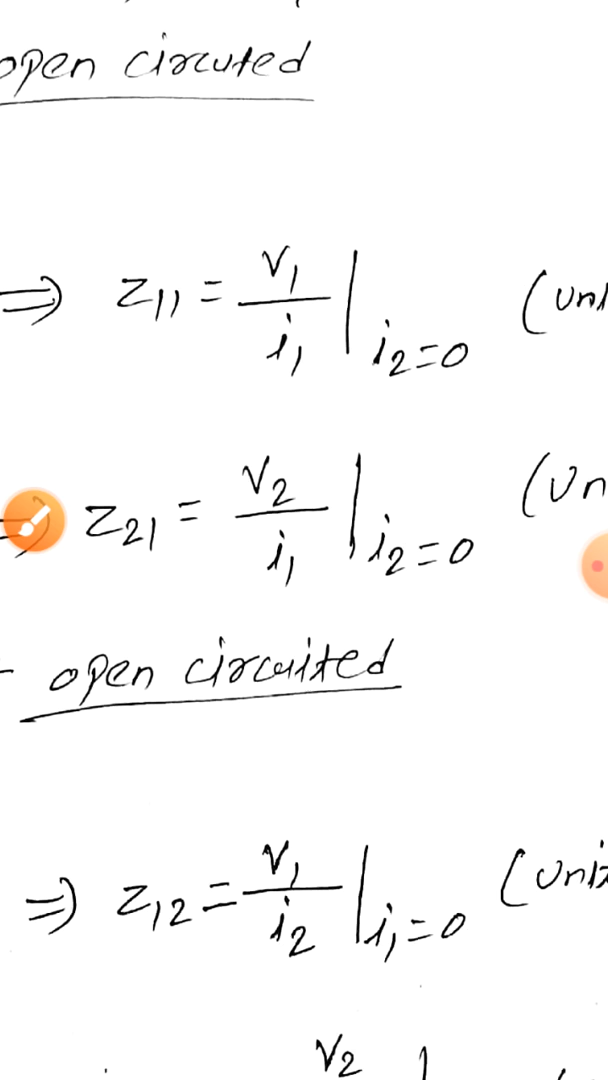 open circuted
⇒ Z11 = V1/i1 | i2=0 (un
Z21 = V2/i1 | i2=0 (un
- open circuited
⇒ Z12 = V1/i2 | i1=0 (uni
V2